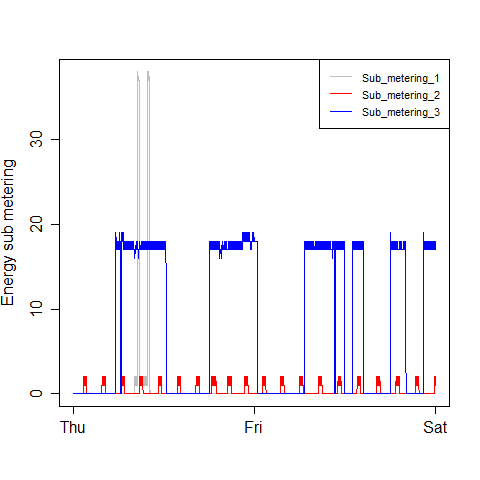 Sub_metering_1
Sub_metering_2
Sub_metering_3
Energy sub metering
30
20
10
0
Thu Fri Sat